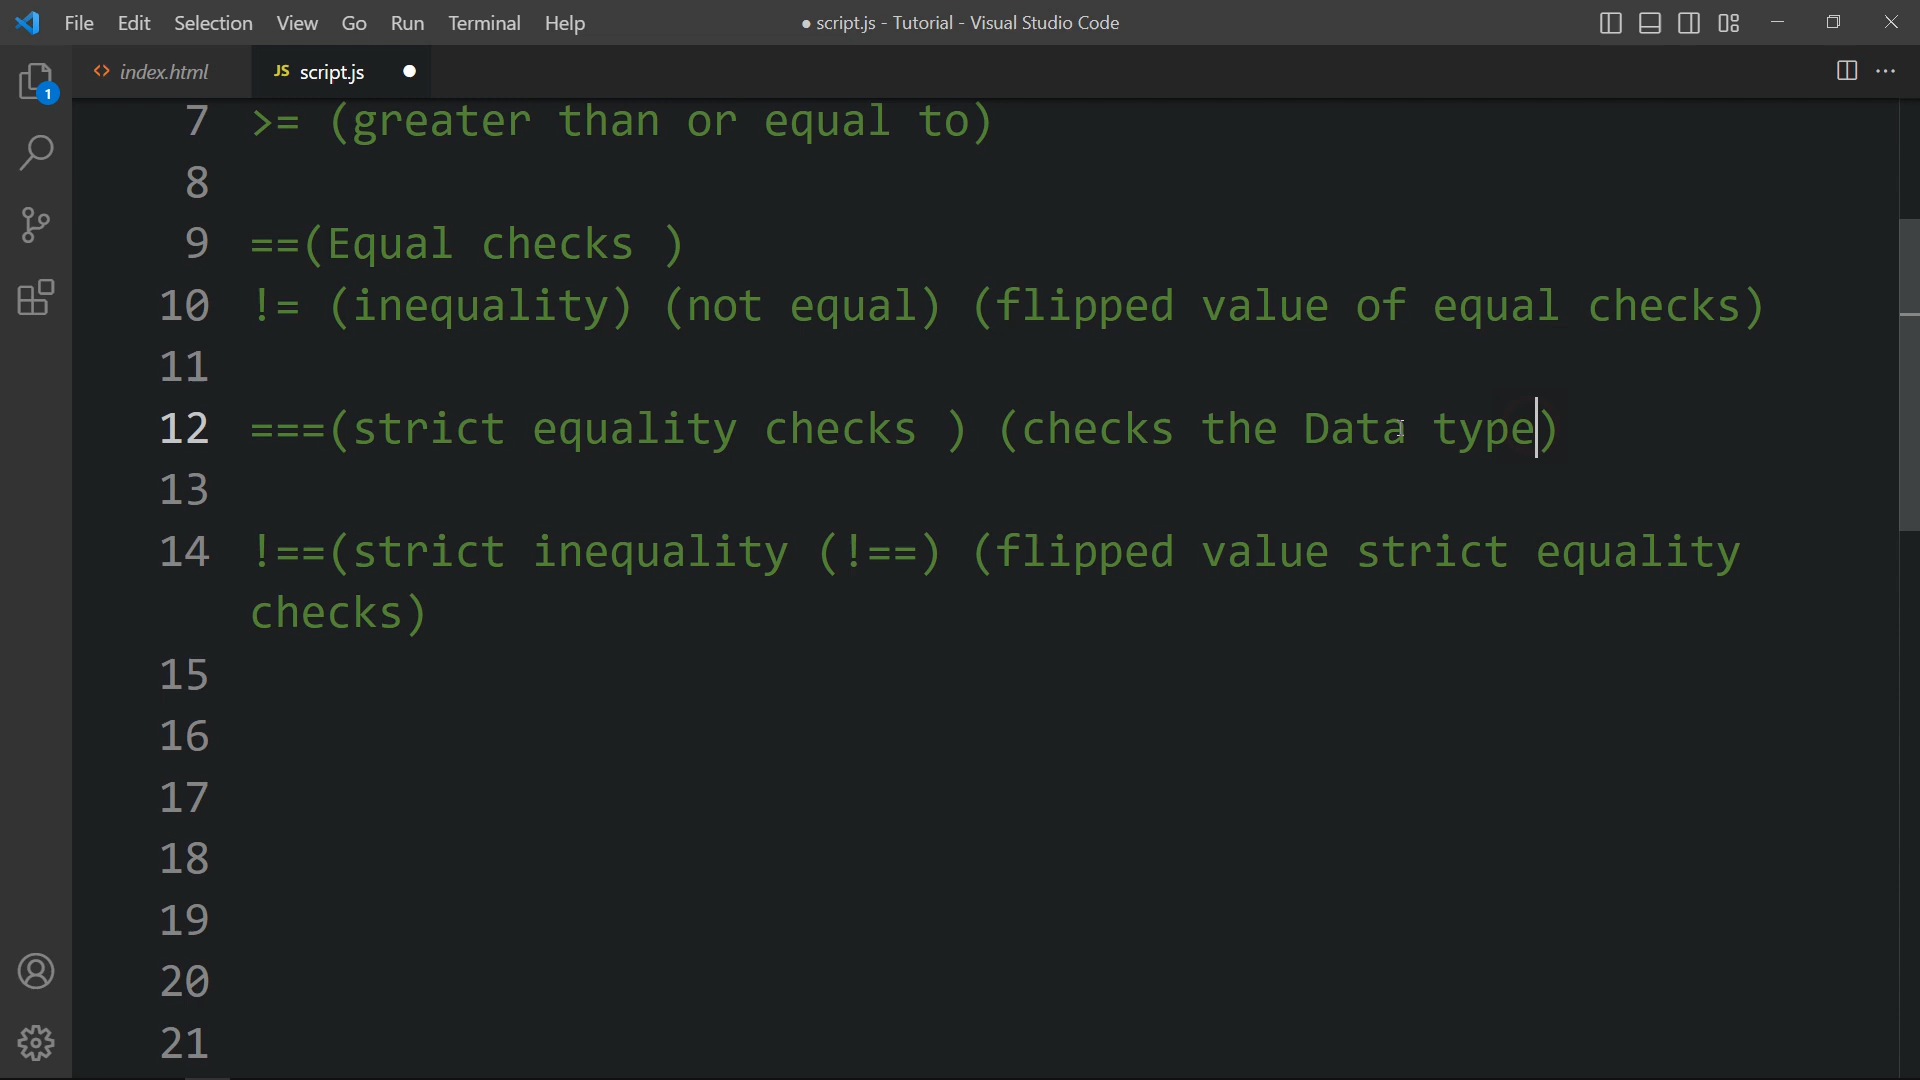 File Edit Selection View Go Run Terminal Help ● script.js - Tutorial - Visual Studio Code
<> index.html JS script.js ●
1
7 >= (greater than or equal to)
8
9 ==(Equal checks )
10 != (inequality) (not equal) (flipped value of equal checks)
11
12 ===(strict equality checks ) (checks the Data type)
13
14 !==(strict inequality (!==) (flipped value strict equality
checks)
15
16
17
18
19
20
21